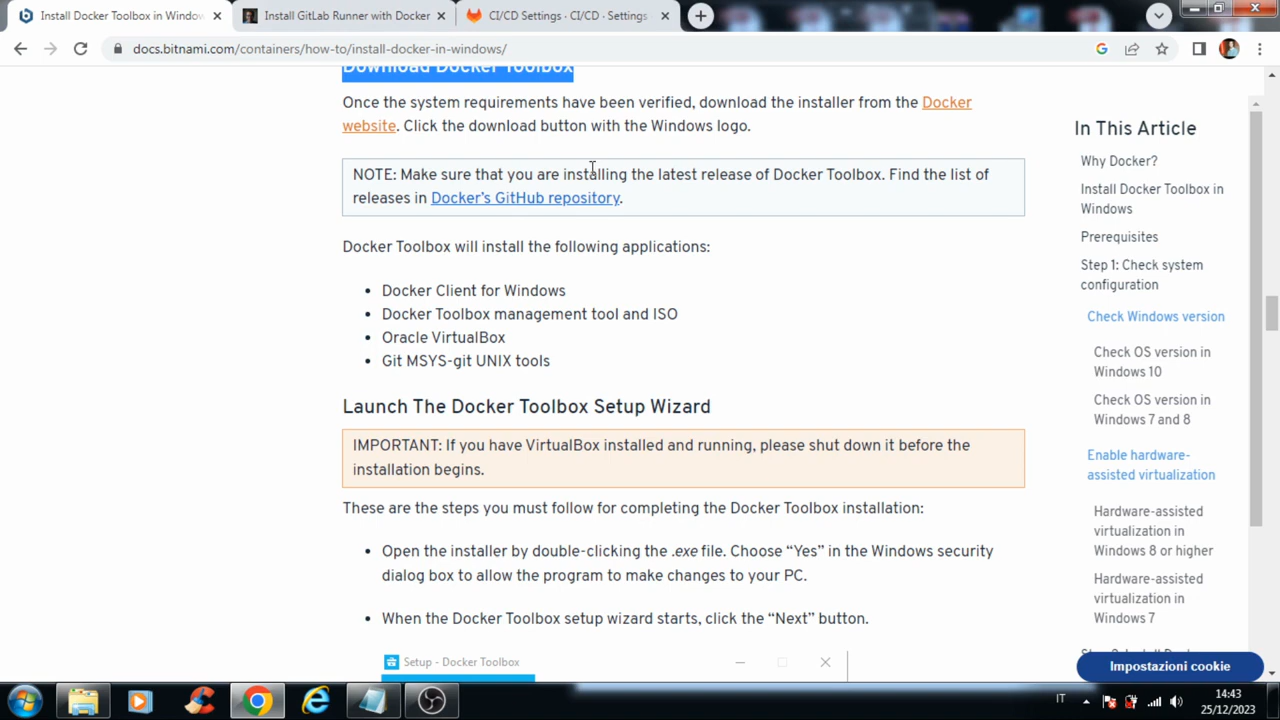 Install Docker Toolbox in Window
Install GitLab Runner with Docker
CI/CD Settings · CI/CD · Settings
docs.bitnami.com/containers/how-to/install-docker-in-windows/
Download Docker Toolbox
Once the system requirements have been verified, download the installer from the Docker
website. Click the download button with the Windows logo.
NOTE: Make sure that you are installing the latest release of Docker Toolbox. Find the list of
releases in Docker’s GitHub repository.
Docker Toolbox will install the following applications:
• Docker Client for Windows
• Docker Toolbox management tool and ISO
• Oracle VirtualBox
• Git MSYS-git UNIX tools
Launch The Docker Toolbox Setup Wizard
IMPORTANT: If you have VirtualBox installed and running, please shut down it before the
installation begins.
These are the steps you must follow for completing the Docker Toolbox installation:
• Open the installer by double-clicking the .exe file. Choose “Yes” in the Windows security
dialog box to allow the program to make changes to your PC.
• When the Docker Toolbox setup wizard starts, click the “Next” button.
Setup - Docker Toolbox
In This Article
Why Docker?
Install Docker Toolbox in
Windows
Prerequisites
Step 1: Check system
configuration
Check Windows version
Check OS version in
Windows 10
Check OS version in
Windows 7 and 8
Enable hardware-
assisted virtualization
Hardware-assisted
virtualization in
Windows 8 or higher
Hardware-assisted
virtualization in
Windows 7
Impostazioni cookie
IT
14:43
25/12/2023